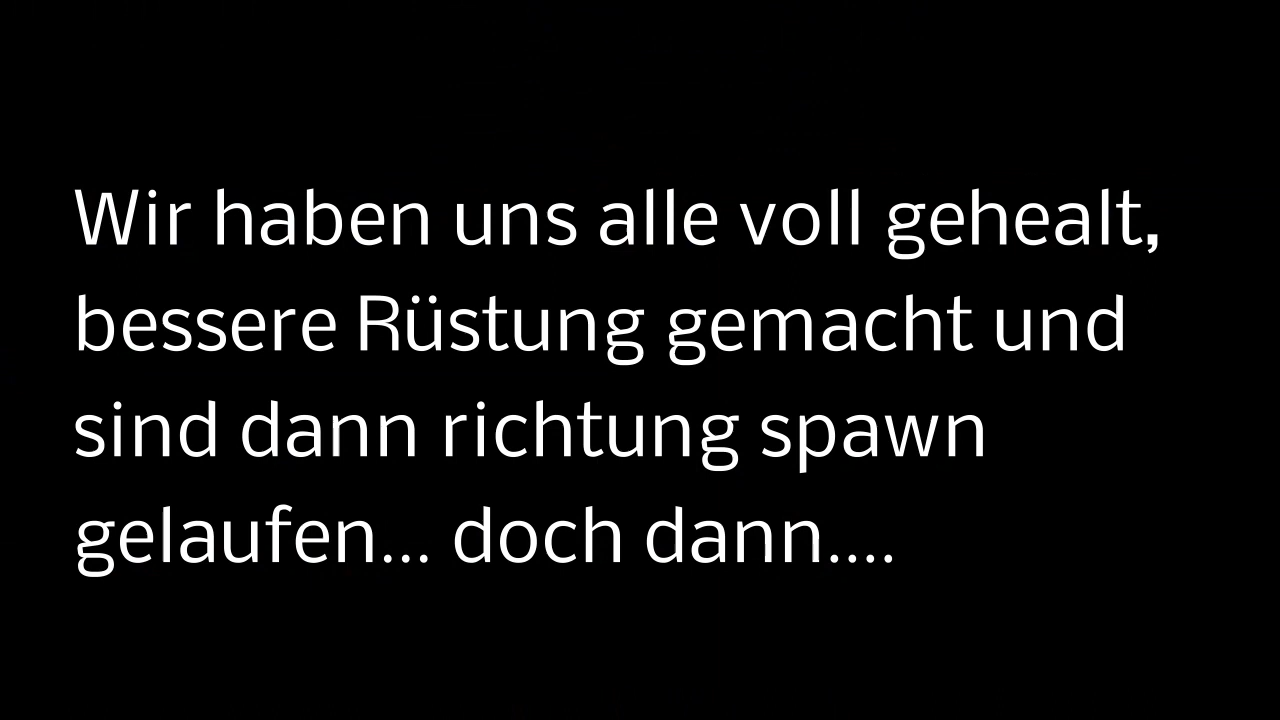 Wir haben uns alle voll gehealt,
bessere Rüstung gemacht und
sind dann richtung spawn
gelaufen... doch dann....